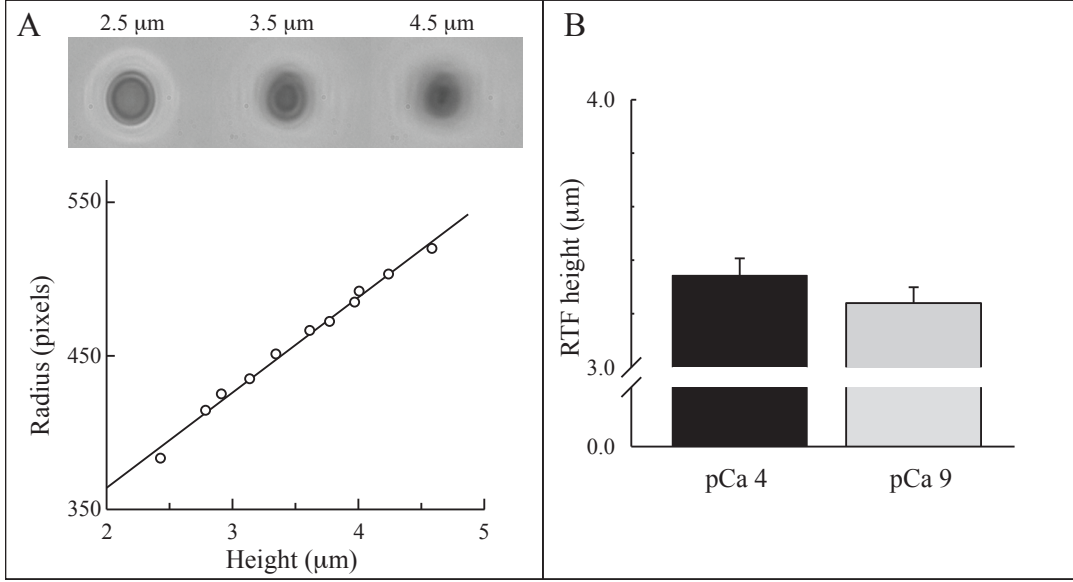 A
2.5 μm 3.5 μm 4.5 μm
550
450
350
Radius (pixels)
2 3 4 5
Height (μm)
B
4.0
3.0
0.0
RTF height (μm)
pCa 4 pCa 9